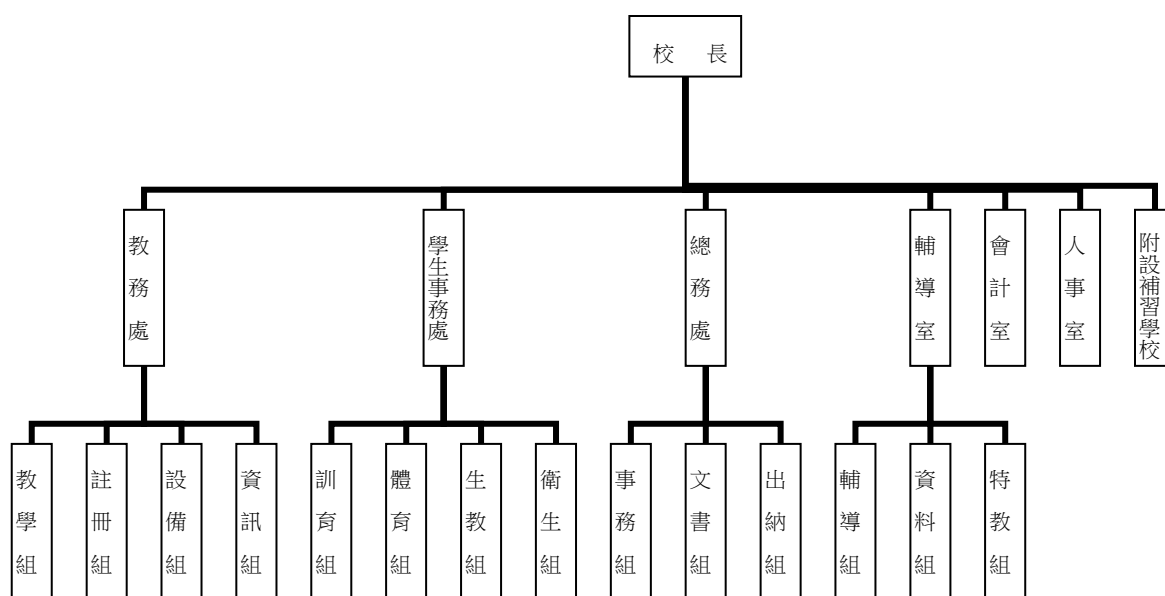 校 長
教務處
學生事務處
總務處
輔導室
會計室
人事室
附設補習學校
教學組
註冊組
設備組
資訊組
訓育組
體育組
生教組
衛生組
事務組
文書組
出納組
輔導組
資料組
特教組